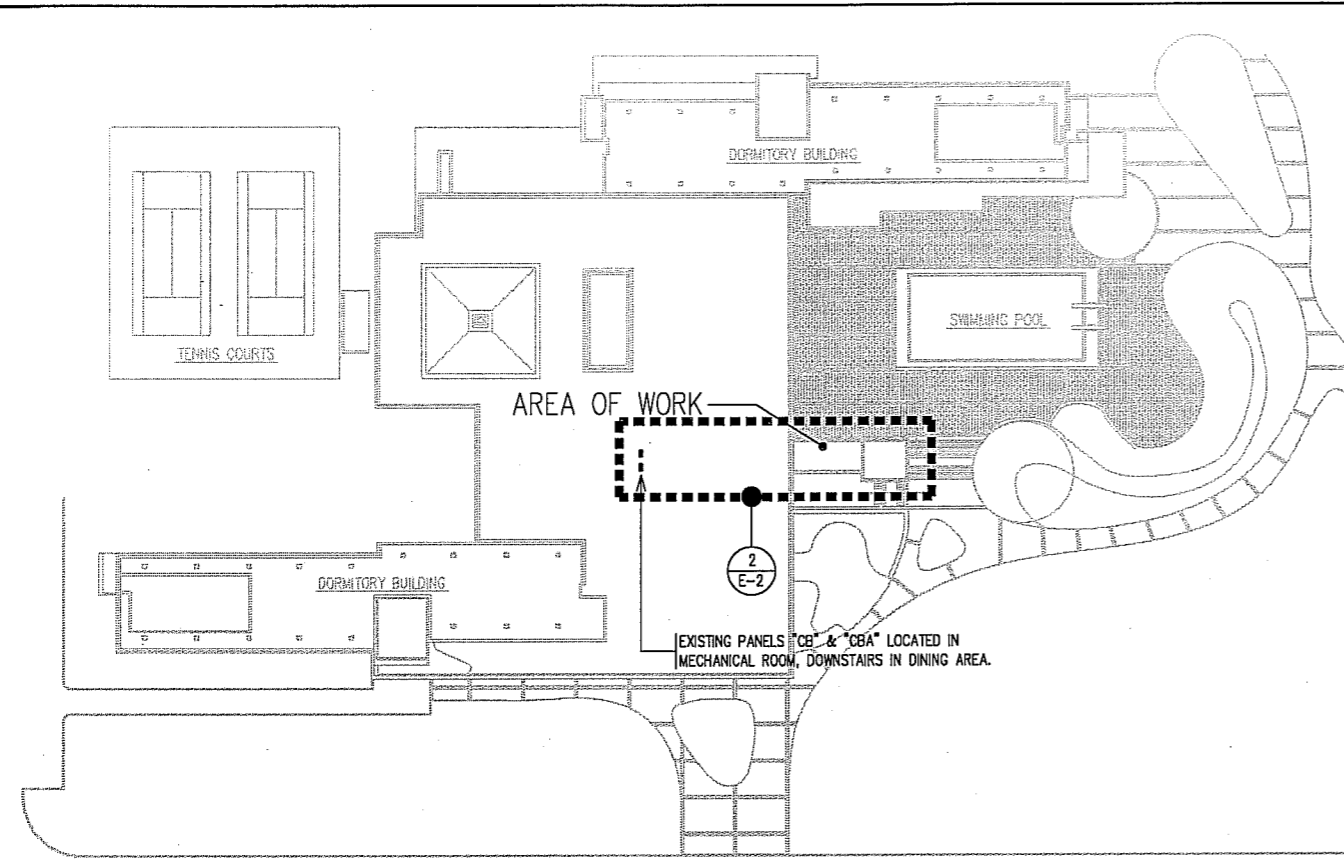 DORMITORY BUILDING
SWIMMING POOL
TENNIS COURTS
AREA OF WORK
2
E-2
DORMITORY BUILDING
EXISTING PANELS "CB" & "CBA" LOCATED IN
MECHANICAL ROOM, DOWNSTAIRS IN DINING AREA.